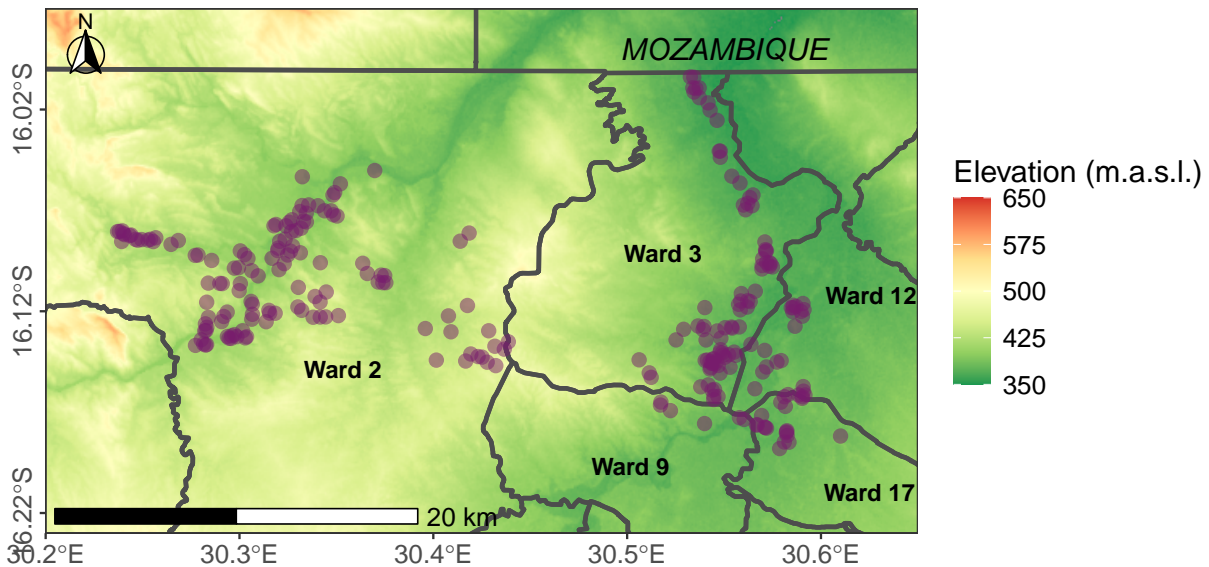 N
MOZAMBIQUE
16.02°S
16.12°S
16.22°S
Ward 3
Ward 12
Ward 2
Ward 9
Ward 17
20 km
30.2°E
30.3°E
30.4°E
30.5°E
30.6°E
Elevation (m.a.s.l.)
650
575
500
425
350